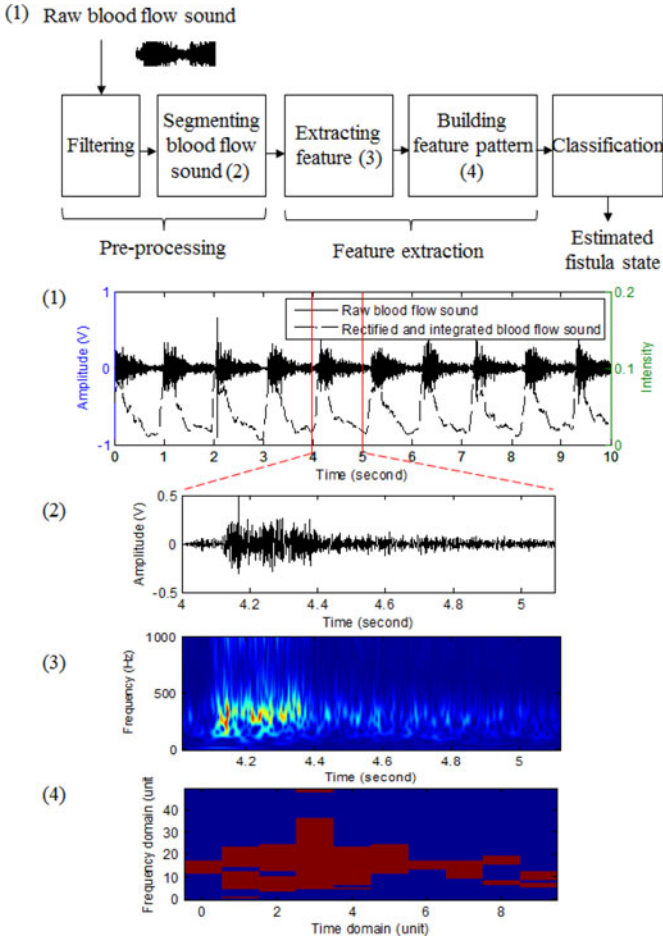 (1) Raw blood flow sound
Filtering
Segmenting
blood flow
sound (2)
Extracting
feature (3)
Building
feature pattern
(4)
Classification
Pre-processing
Feature extraction
Estimated
fistula state
(1)
Raw blood flow sound
Rectified and integrated blood flow sound
Amplitude (V)
1
0
-1
Intensity
0.2
0.1
0
0 1 2 3 4 5 6 7 8 9 10
Time (second)
(2)
Amplitude (V)
0.5
0
-0.5
4 4.2 4.4 4.6 4.8 5
Time (second)
(3)
Frequency (Hz)
1000
500
0
4.2 4.4 4.6 4.8 5
Time (second)
(4)
Frequency domain (unit
40
30
20
10
0
0 2 4 6 8
Time domain (unit)